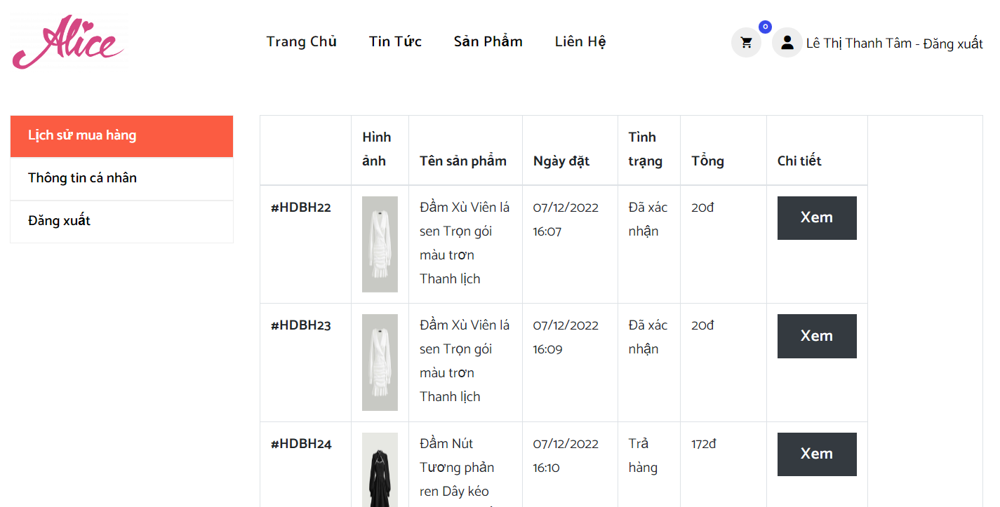 Alice
Trang Chủ
Tin Tức
Sản Phẩm
Liên Hệ
0
Lê Thị Thanh Tâm - Đăng xuất
Lịch sử mua hàng
Thông tin cá nhân
Đăng xuất
Hình
ảnh
Tên sản phẩm
Ngày đặt
Tình
trạng
Tổng
Chi tiết
#HDBH22
Đầm Xù Viên lá
sen Trọn gói
màu trơn
Thanh lịch
07/12/2022
16:07
Đã xác
nhận
20đ
Xem
#HDBH23
Đầm Xù Viên lá
sen Trọn gói
màu trơn
Thanh lịch
07/12/2022
16:09
Đã xác
nhận
20đ
Xem
#HDBH24
Đầm Nút
Tương phản
ren Dây kéo
07/12/2022
16:10
Trả
hàng
172đ
Xem